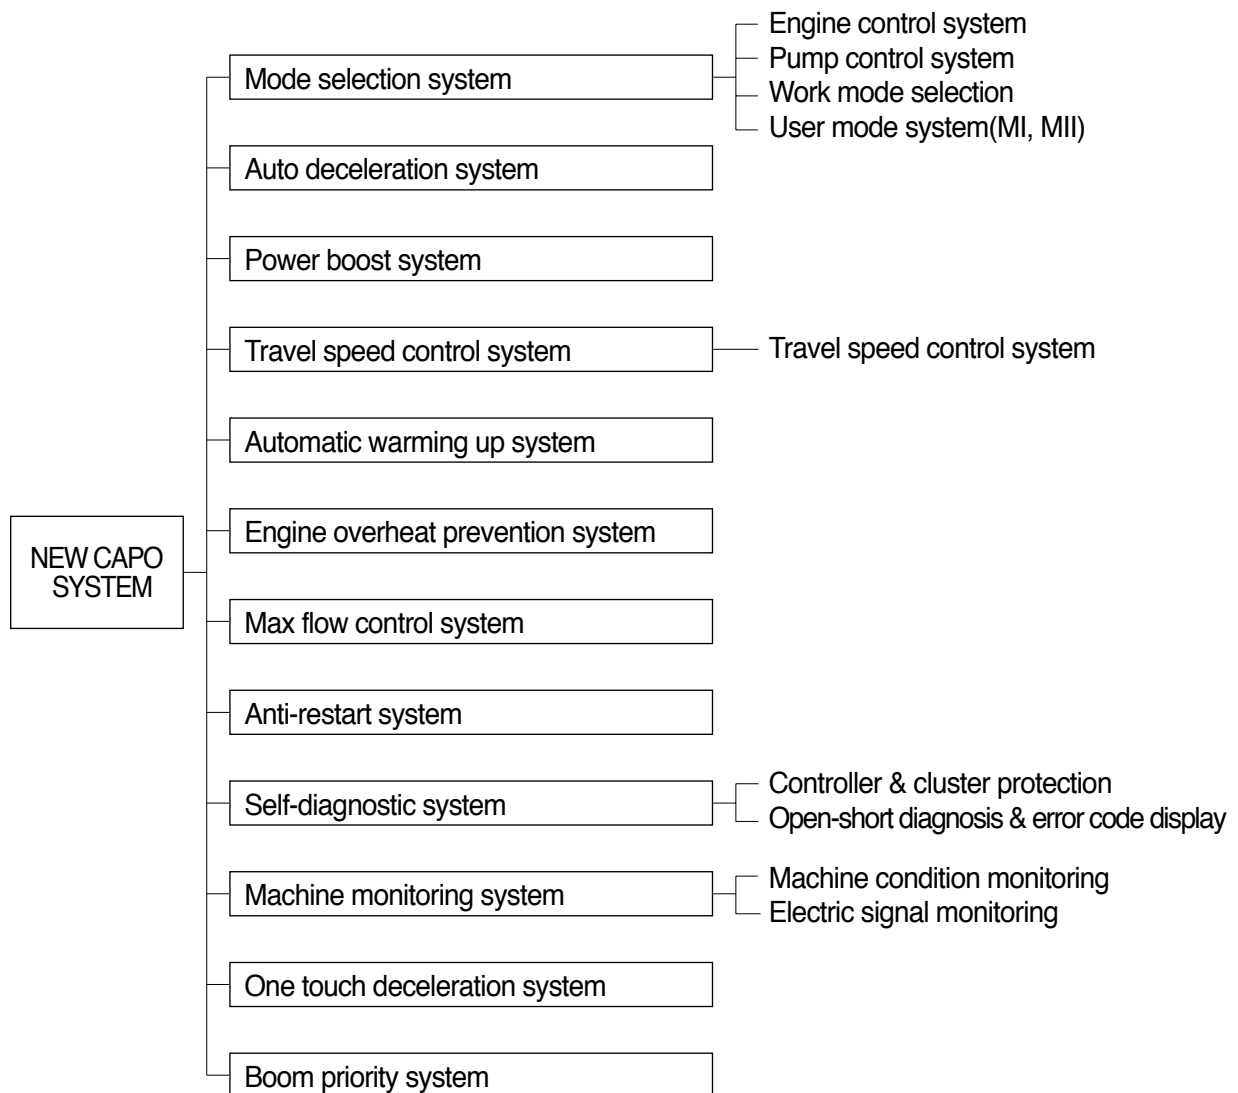 Engine control system
Pump control system
Mode selection system
Work mode selection
User mode system(MI, MII)
Auto deceleration system
Power boost system
Travel speed control system
Travel speed control system
Automatic warming up system
Engine overheat prevention system
NEW CAPO
SYSTEM
Max flow control system
Anti-restart system
Self-diagnostic system
Controller & cluster protection
Open-short diagnosis & error code display
Machine monitoring system
Machine condition monitoring
Electric signal monitoring
One touch deceleration system
Boom priority system